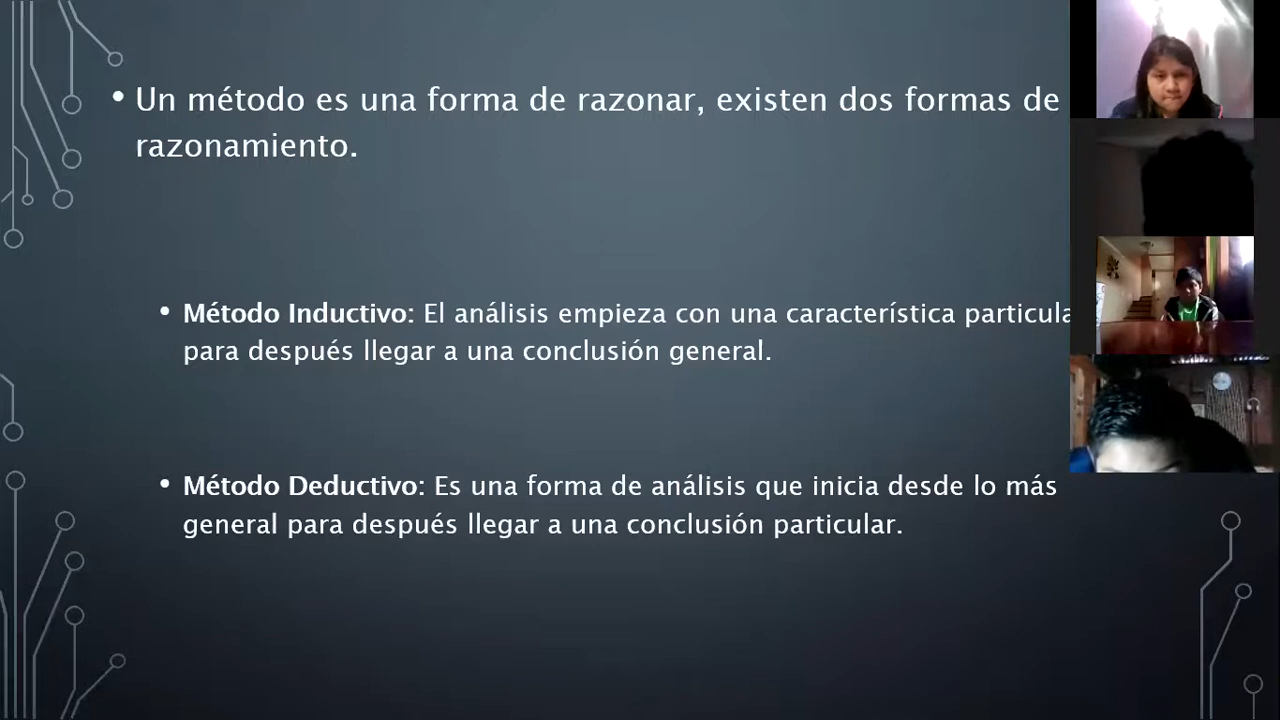 • Un método es una forma de razonar, existen dos formas de
razonamiento.
• Método Inductivo: El análisis empieza con una característica particula
para después llegar a una conclusión general.
• Método Deductivo: Es una forma de análisis que inicia desde lo más
general para después llegar a una conclusión particular.